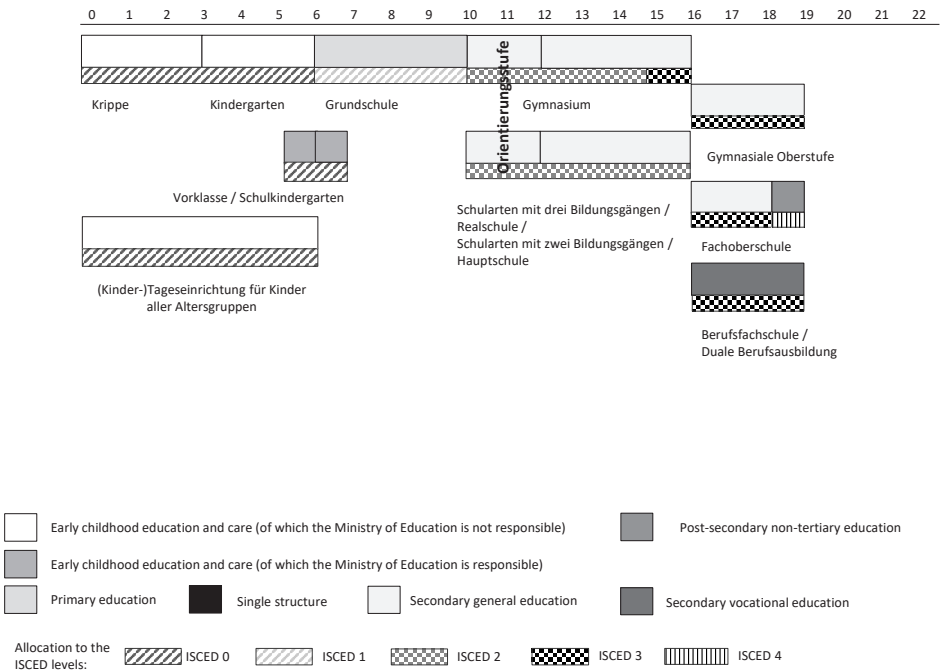 0 1 2 3 4 5 6 7 8 9 10 11 12 13 14 15 16 17 18 19 20 21 22
Orientierungsstufe
Krippe
Kindergarten
Grundschule
Gymnasium
Gymnasiale Oberstufe
Vorklasse / Schulkindergarten
Schularten mit drei Bildungsgängen /
Realschule /
Schularten mit zwei Bildungsgängen /
Hauptschule
Fachoberschule
(Kinder-)Tageseinrichtung für Kinder
aller Altersgruppen
Berufsfachschule /
Duale Berufsausbildung
Early childhood education and care (of which the Ministry of Education is not responsible)
Post-secondary non-tertiary education
Early childhood education and care (of which the Ministry of Education is responsible)
Primary education
Single structure
Secondary general education
Secondary vocational education
Allocation to the
ISCED levels:
ISCED 0
ISCED 1
ISCED 2
ISCED 3
ISCED 4